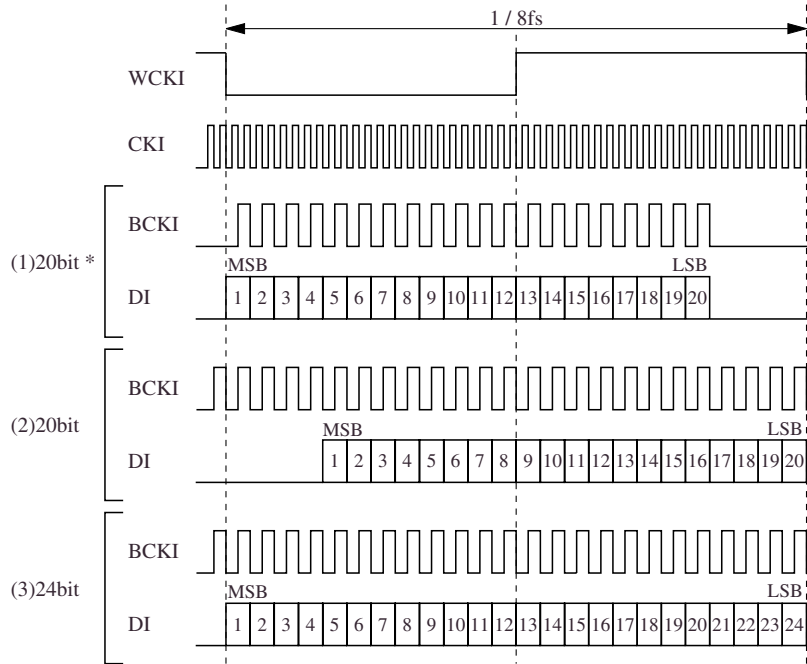 1 / 8fs
WCKI
CKI
(1)20bit *
BCKI
MSB LSB
DI 1 2 3 4 5 6 7 8 9 10 11 12 13 14 15 16 17 18 19 20
(2)20bit
BCKI
MSB LSB
DI 1 2 3 4 5 6 7 8 9 10 11 12 13 14 15 16 17 18 19 20
(3)24bit
BCKI
MSB LSB
DI 1 2 3 4 5 6 7 8 9 10 11 12 13 14 15 16 17 18 19 20 21 22 23 24